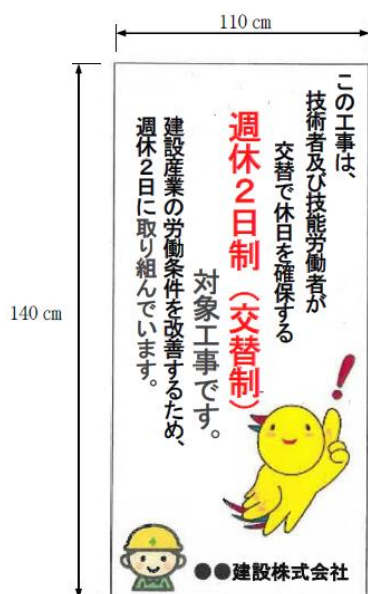 110 cm
140 cm
この工事は、
技術者及び技能労働者が
交替で休日を確保する
週休2日制（交替制）
対象工事です。
建設産業の労働条件を改善するため、
週休2日に取り組んでいます。
！
●●建設株式会社